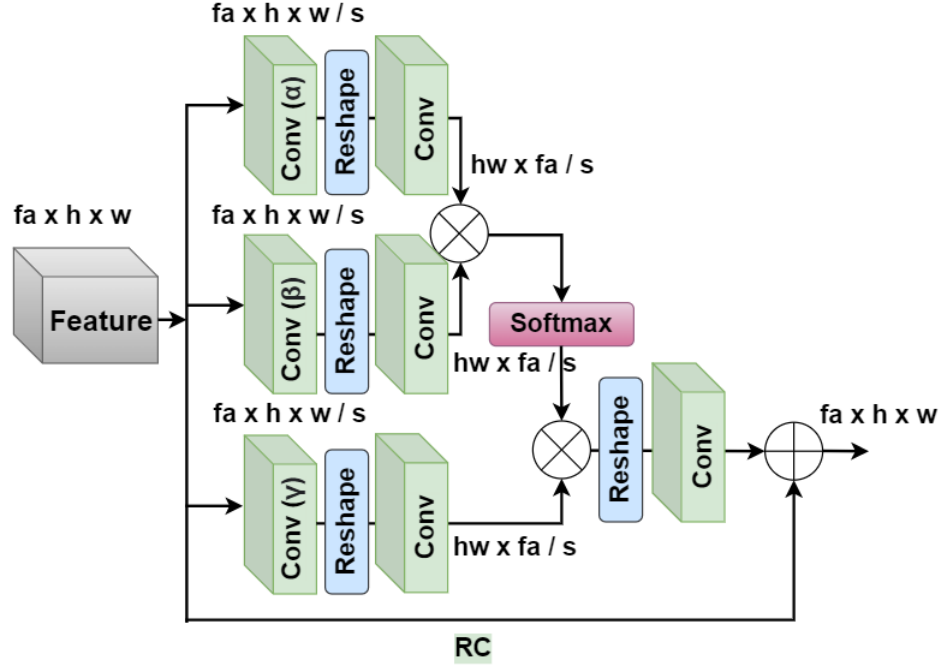 fa x h x w / s
Conv (α)
Reshape
Conv
hw x fa / s
fa x h x w
Feature
fa x h x w / s
Conv (β)
Reshape
Conv
hw x fa / s
Softmax
fa x h x w / s
Conv (γ)
Reshape
Conv
hw x fa / s
Reshape
Conv
fa x h x w
RC